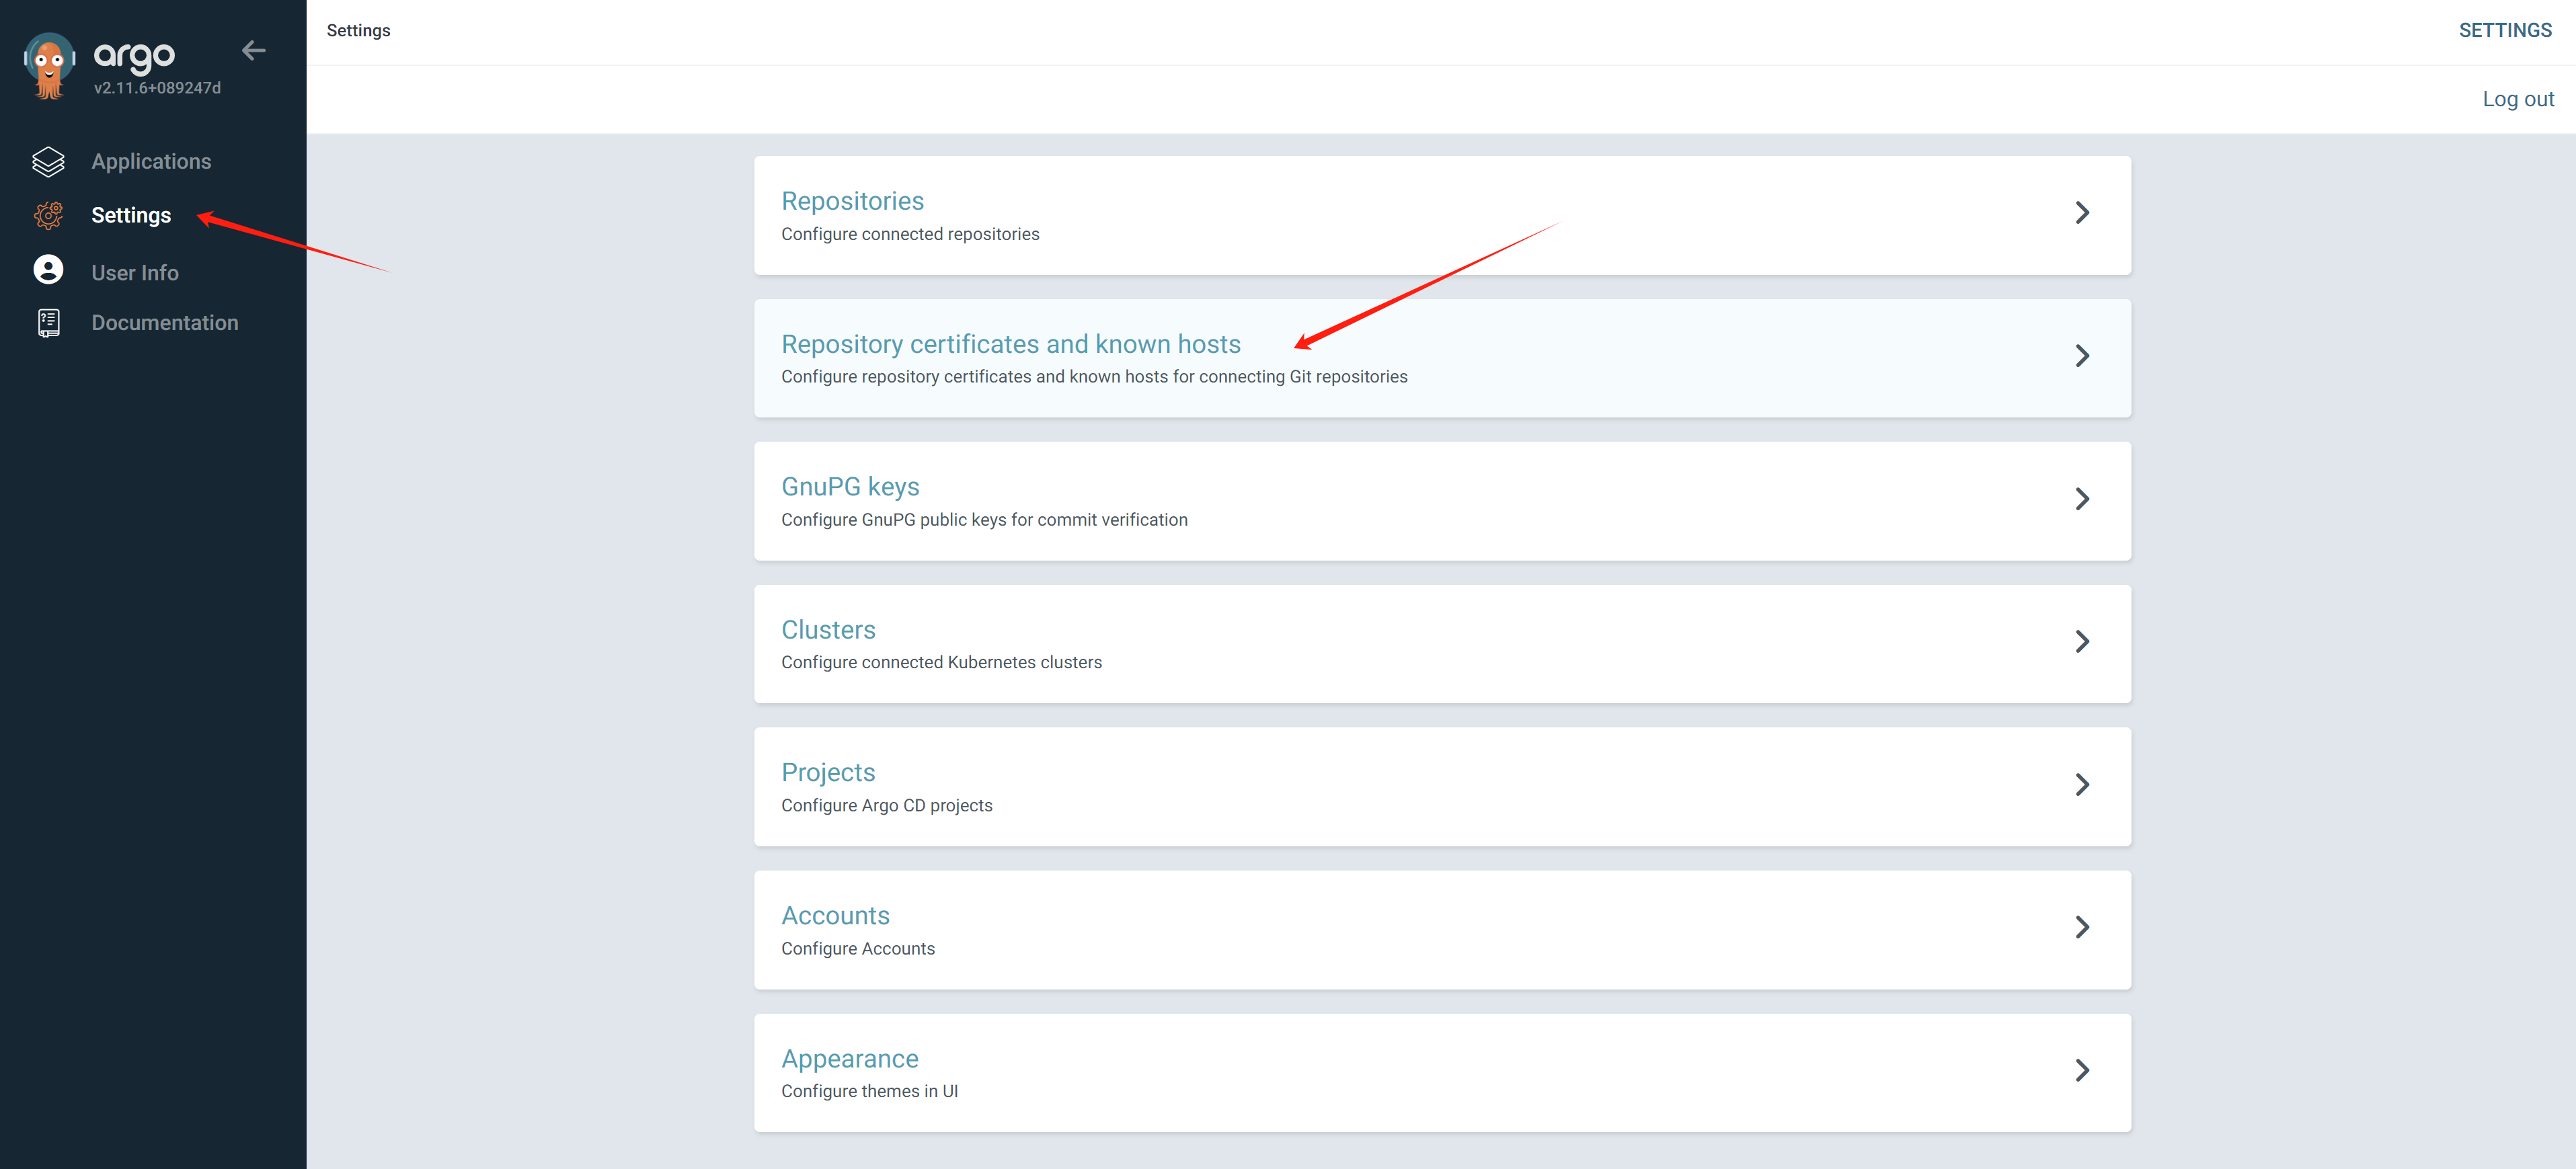 argo
v2.11.6+089247d
Applications
Settings
User Info
Documentation
Settings
SETTINGS
Log out
Repositories
Configure connected repositories
Repository certificates and known hosts
Configure repository certificates and known hosts for connecting Git repositories
GnuPG keys
Configure GnuPG public keys for commit verification
Clusters
Configure connected Kubernetes clusters
Projects
Configure Argo CD projects
Accounts
Configure Accounts
Appearance
Configure themes in UI